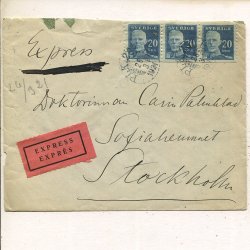 SVERIGE SVERIGE SVERIGE
20 20 20
Express
Doktorinnan Carin Palmblad
Sofiahemmet
Stockholm
EXPRESS
EXPRÈS